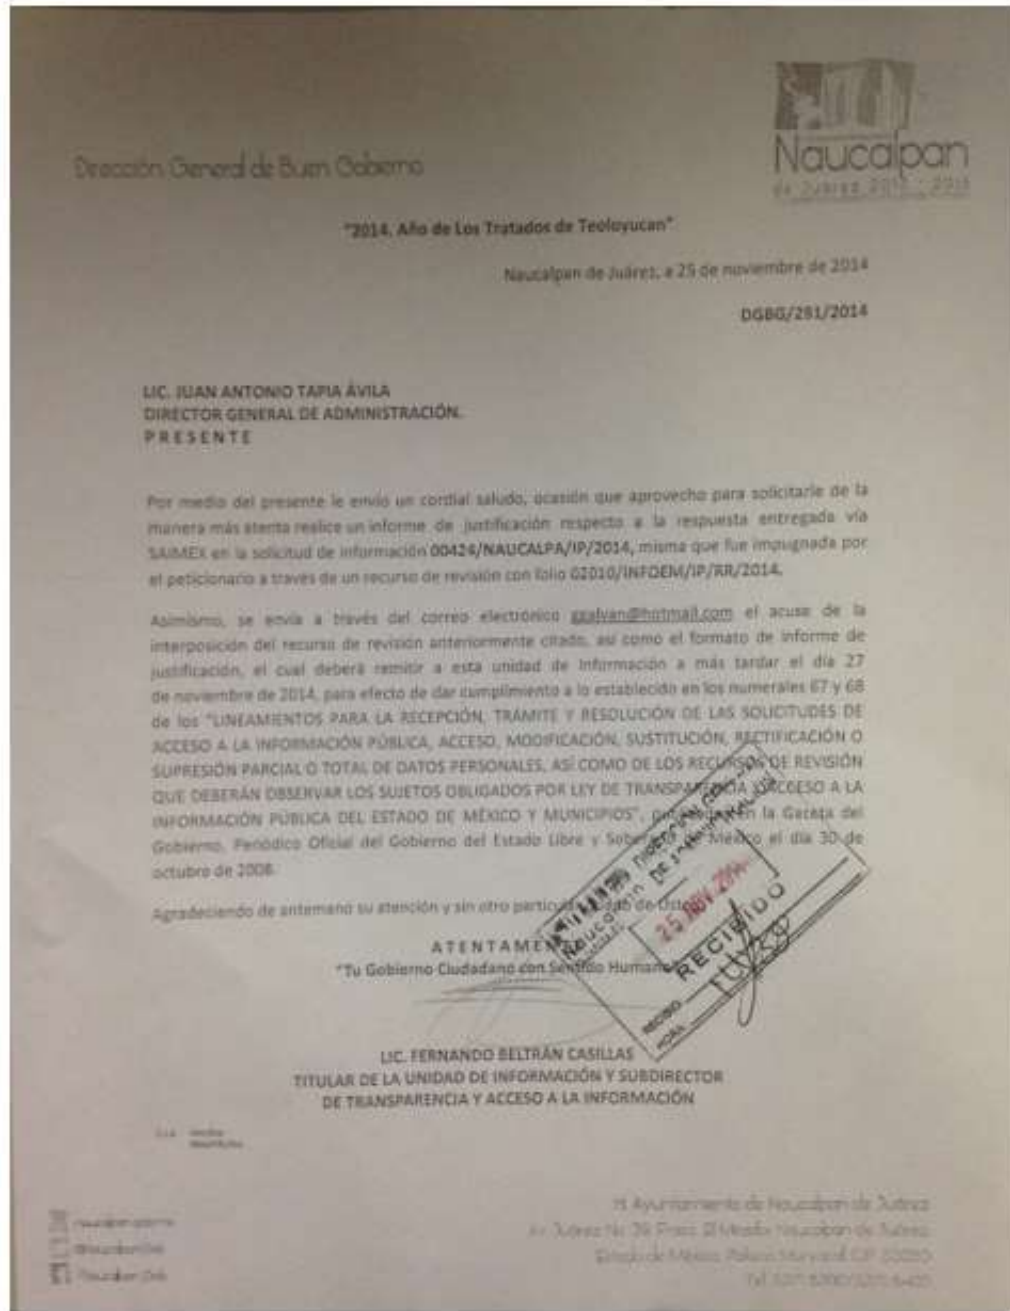 Dirección General de Buen Gobierno
Naucalpan
de Juárez
"2014. Año de Los Tratados de Teoloyucan"
Naucalpan de Juárez, a 25 de noviembre de 2014
DGBG/281/2014
LIC. JUAN ANTONIO TAPIA ÁVILA
DIRECTOR GENERAL DE ADMINISTRACIÓN.
P R E S E N T E
Por medio del presente le envío un cordial saludo, ocasión que aprovecho para solicitarle de la
manera más atenta realice un informe de justificación respecto a la respuesta entregada vía
SAIMEX en la solicitud de información 00424/NAUCALPA/IP/2014, misma que fue impugnada por
el peticionario a través de un recurso de revisión con folio 02010/INFOEM/IP/RR/2014.
Asimismo, se envía a través del correo electrónico ggalvan@hotmail.com el acuse de la
interposición del recurso de revisión anteriormente citado, así como el formato de informe de
justificación, el cual deberá remitir a esta unidad de Información a más tardar el día 27
de noviembre de 2014, para efecto de dar cumplimiento a lo establecido en los numerales 67 y 68
de los "LINEAMIENTOS PARA LA RECEPCIÓN, TRÁMITE Y RESOLUCIÓN DE LAS SOLICITUDES DE
ACCESO A LA INFORMACIÓN PÚBLICA, ACCESO, MODIFICACIÓN, SUSTITUCIÓN, RECTIFICACIÓN O
SUPRESIÓN PARCIAL O TOTAL DE DATOS PERSONALES, ASÍ COMO DE LOS RECURSOS DE REVISIÓN
QUE DEBERÁN OBSERVAR LOS SUJETOS OBLIGADOS POR LEY DE TRANSPARENCIA Y ACCESO A LA
INFORMACIÓN PÚBLICA DEL ESTADO DE MÉXICO Y MUNICIPIOS", en la Gaceta del
Gobierno, Periódico Oficial del Gobierno del Estado Libre y Soberano de México el día 30 de
octubre de 2008.
Agradeciendo de antemano su atención y sin otro particular
ATENTAMENTE
"Tu Gobierno Ciudadano con Sentido Humano"
Naucalpan DE ADMINISTRACIÓN
25 NOV 2014
RECIBIDO
RECIBIÓ
HORA
LIC. FERNANDO BELTRÁN CASILLAS
TITULAR DE LA UNIDAD DE INFORMACIÓN Y SUBDIRECTOR
DE TRANSPARENCIA Y ACCESO A LA INFORMACIÓN
H. Ayuntamiento de Naucalpan de Juárez
Av. Juárez No. 39, Fracc. El Mirador, Naucalpan de Juárez,
Estado de México, Palacio Municipal, C.P.